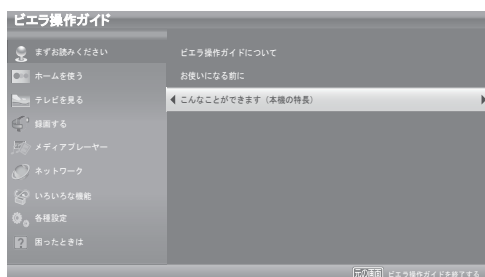 ビエラ操作ガイド
まずお読みください
ホームを使う
テレビを見る
録画する
メディアプレーヤー
ネットワーク
いろいろな機能
各種設定
困ったときは
ビエラ操作ガイドについて
お使いになる前に
こんなことができます（本機の特長）
元の画面 ビエラ操作ガイドを終了する